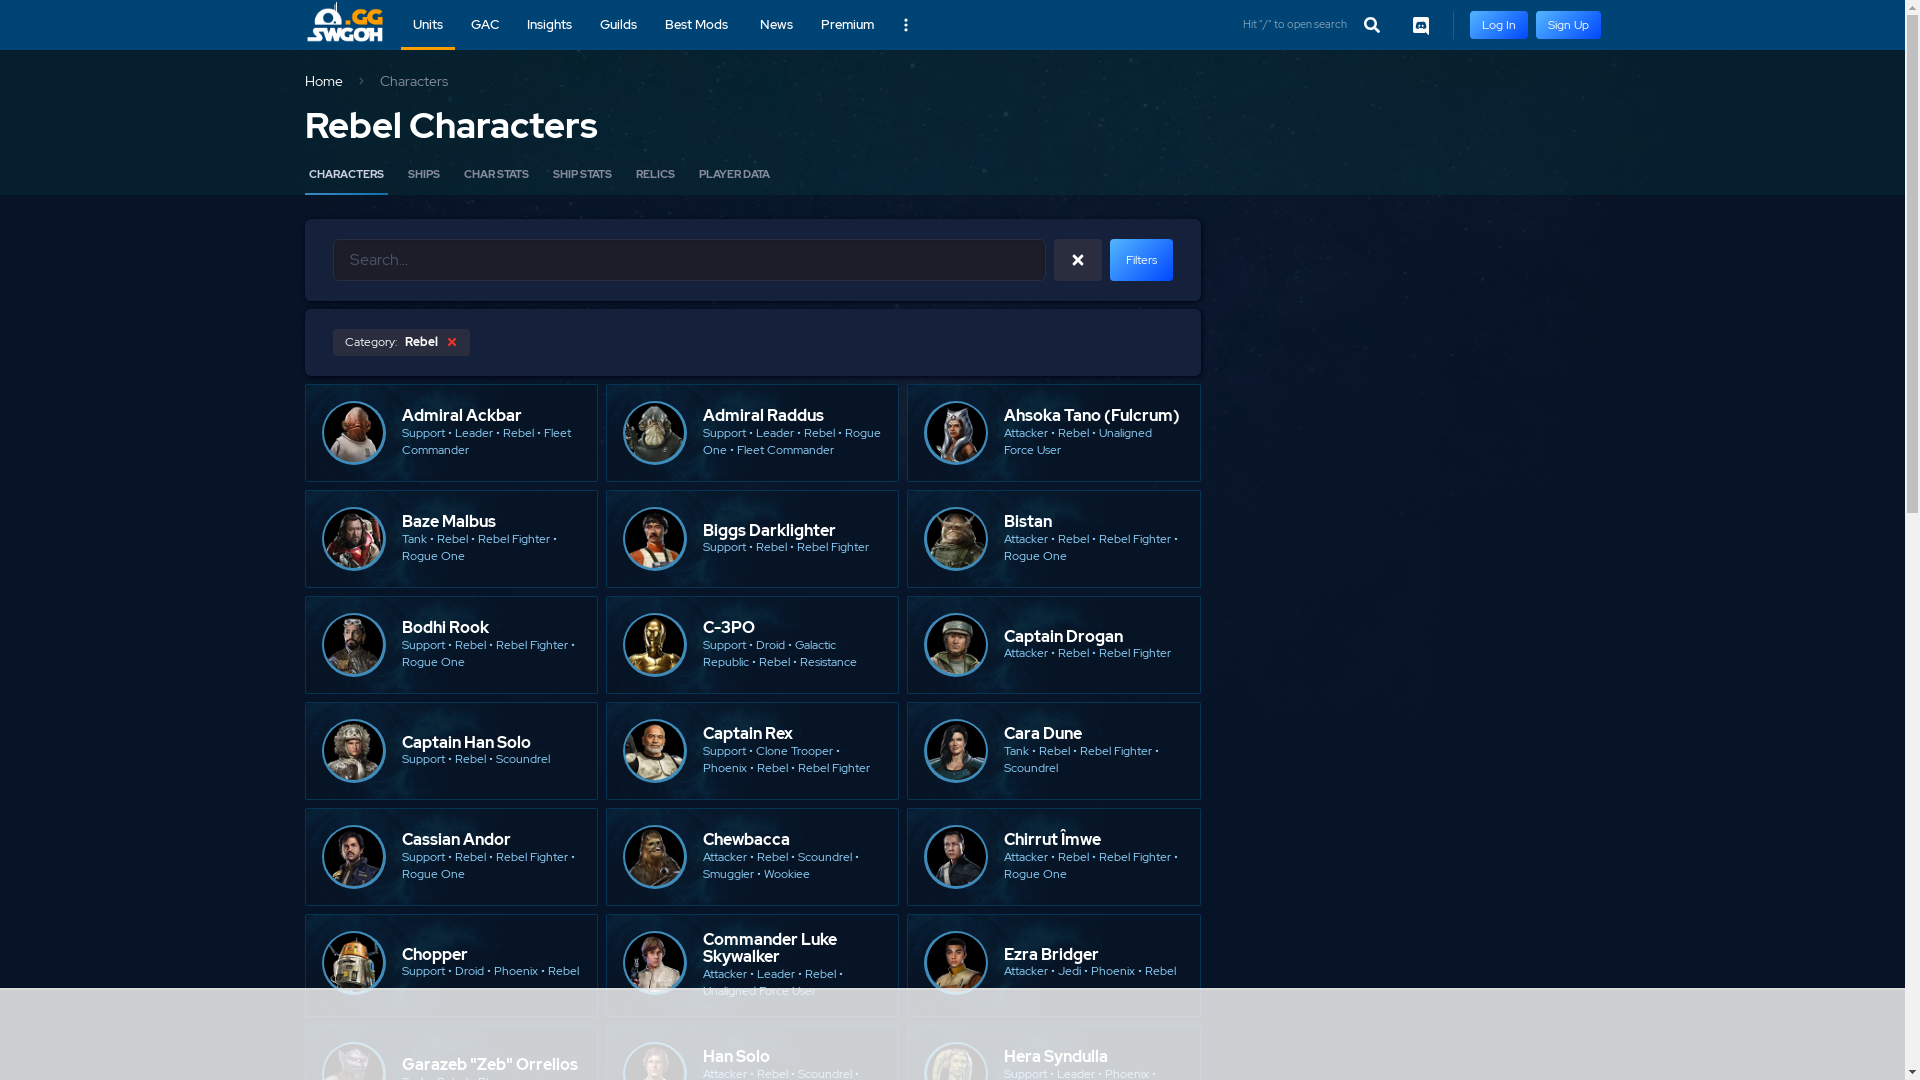 .GG
SWGOH
Units
GAC
Insights
Guilds
Best Mods
News
Premium
Hit "/" to open search
Log In
Sign Up
Home
Characters
Rebel Characters
CHARACTERS
SHIPS
CHAR STATS
SHIP STATS
RELICS
PLAYER DATA
Search...
Filters
Category: Rebel
Admiral Ackbar
Support • Leader • Rebel • Fleet
Commander
Admiral Raddus
Support • Leader • Rebel • Rogue
One • Fleet Commander
Ahsoka Tano (Fulcrum)
Attacker • Rebel • Unaligned
Force User
Baze Malbus
Tank • Rebel • Rebel Fighter •
Rogue One
Biggs Darklighter
Support • Rebel • Rebel Fighter
Bistan
Attacker • Rebel • Rebel Fighter •
Rogue One
Bodhi Rook
Support • Rebel • Rebel Fighter •
Rogue One
C-3PO
Support • Droid • Galactic
Republic • Rebel • Resistance
Captain Drogan
Attacker • Rebel • Rebel Fighter
Captain Han Solo
Support • Rebel • Scoundrel
Captain Rex
Support • Clone Trooper •
Phoenix • Rebel • Rebel Fighter
Cara Dune
Tank • Rebel • Rebel Fighter •
Scoundrel
Cassian Andor
Support • Rebel • Rebel Fighter •
Rogue One
Chewbacca
Attacker • Rebel • Scoundrel •
Smuggler • Wookiee
Chirrut Îmwe
Attacker • Rebel • Rebel Fighter •
Rogue One
Chopper
Support • Droid • Phoenix • Rebel
Commander Luke
Skywalker
Attacker • Leader • Rebel •
Unaligned Force User
Ezra Bridger
Attacker • Jedi • Phoenix • Rebel
Garazeb "Zeb" Orrelios
Han Solo
Attacker • Rebel • Scoundrel •
Hera Syndulla
Support • Leader • Phoenix •